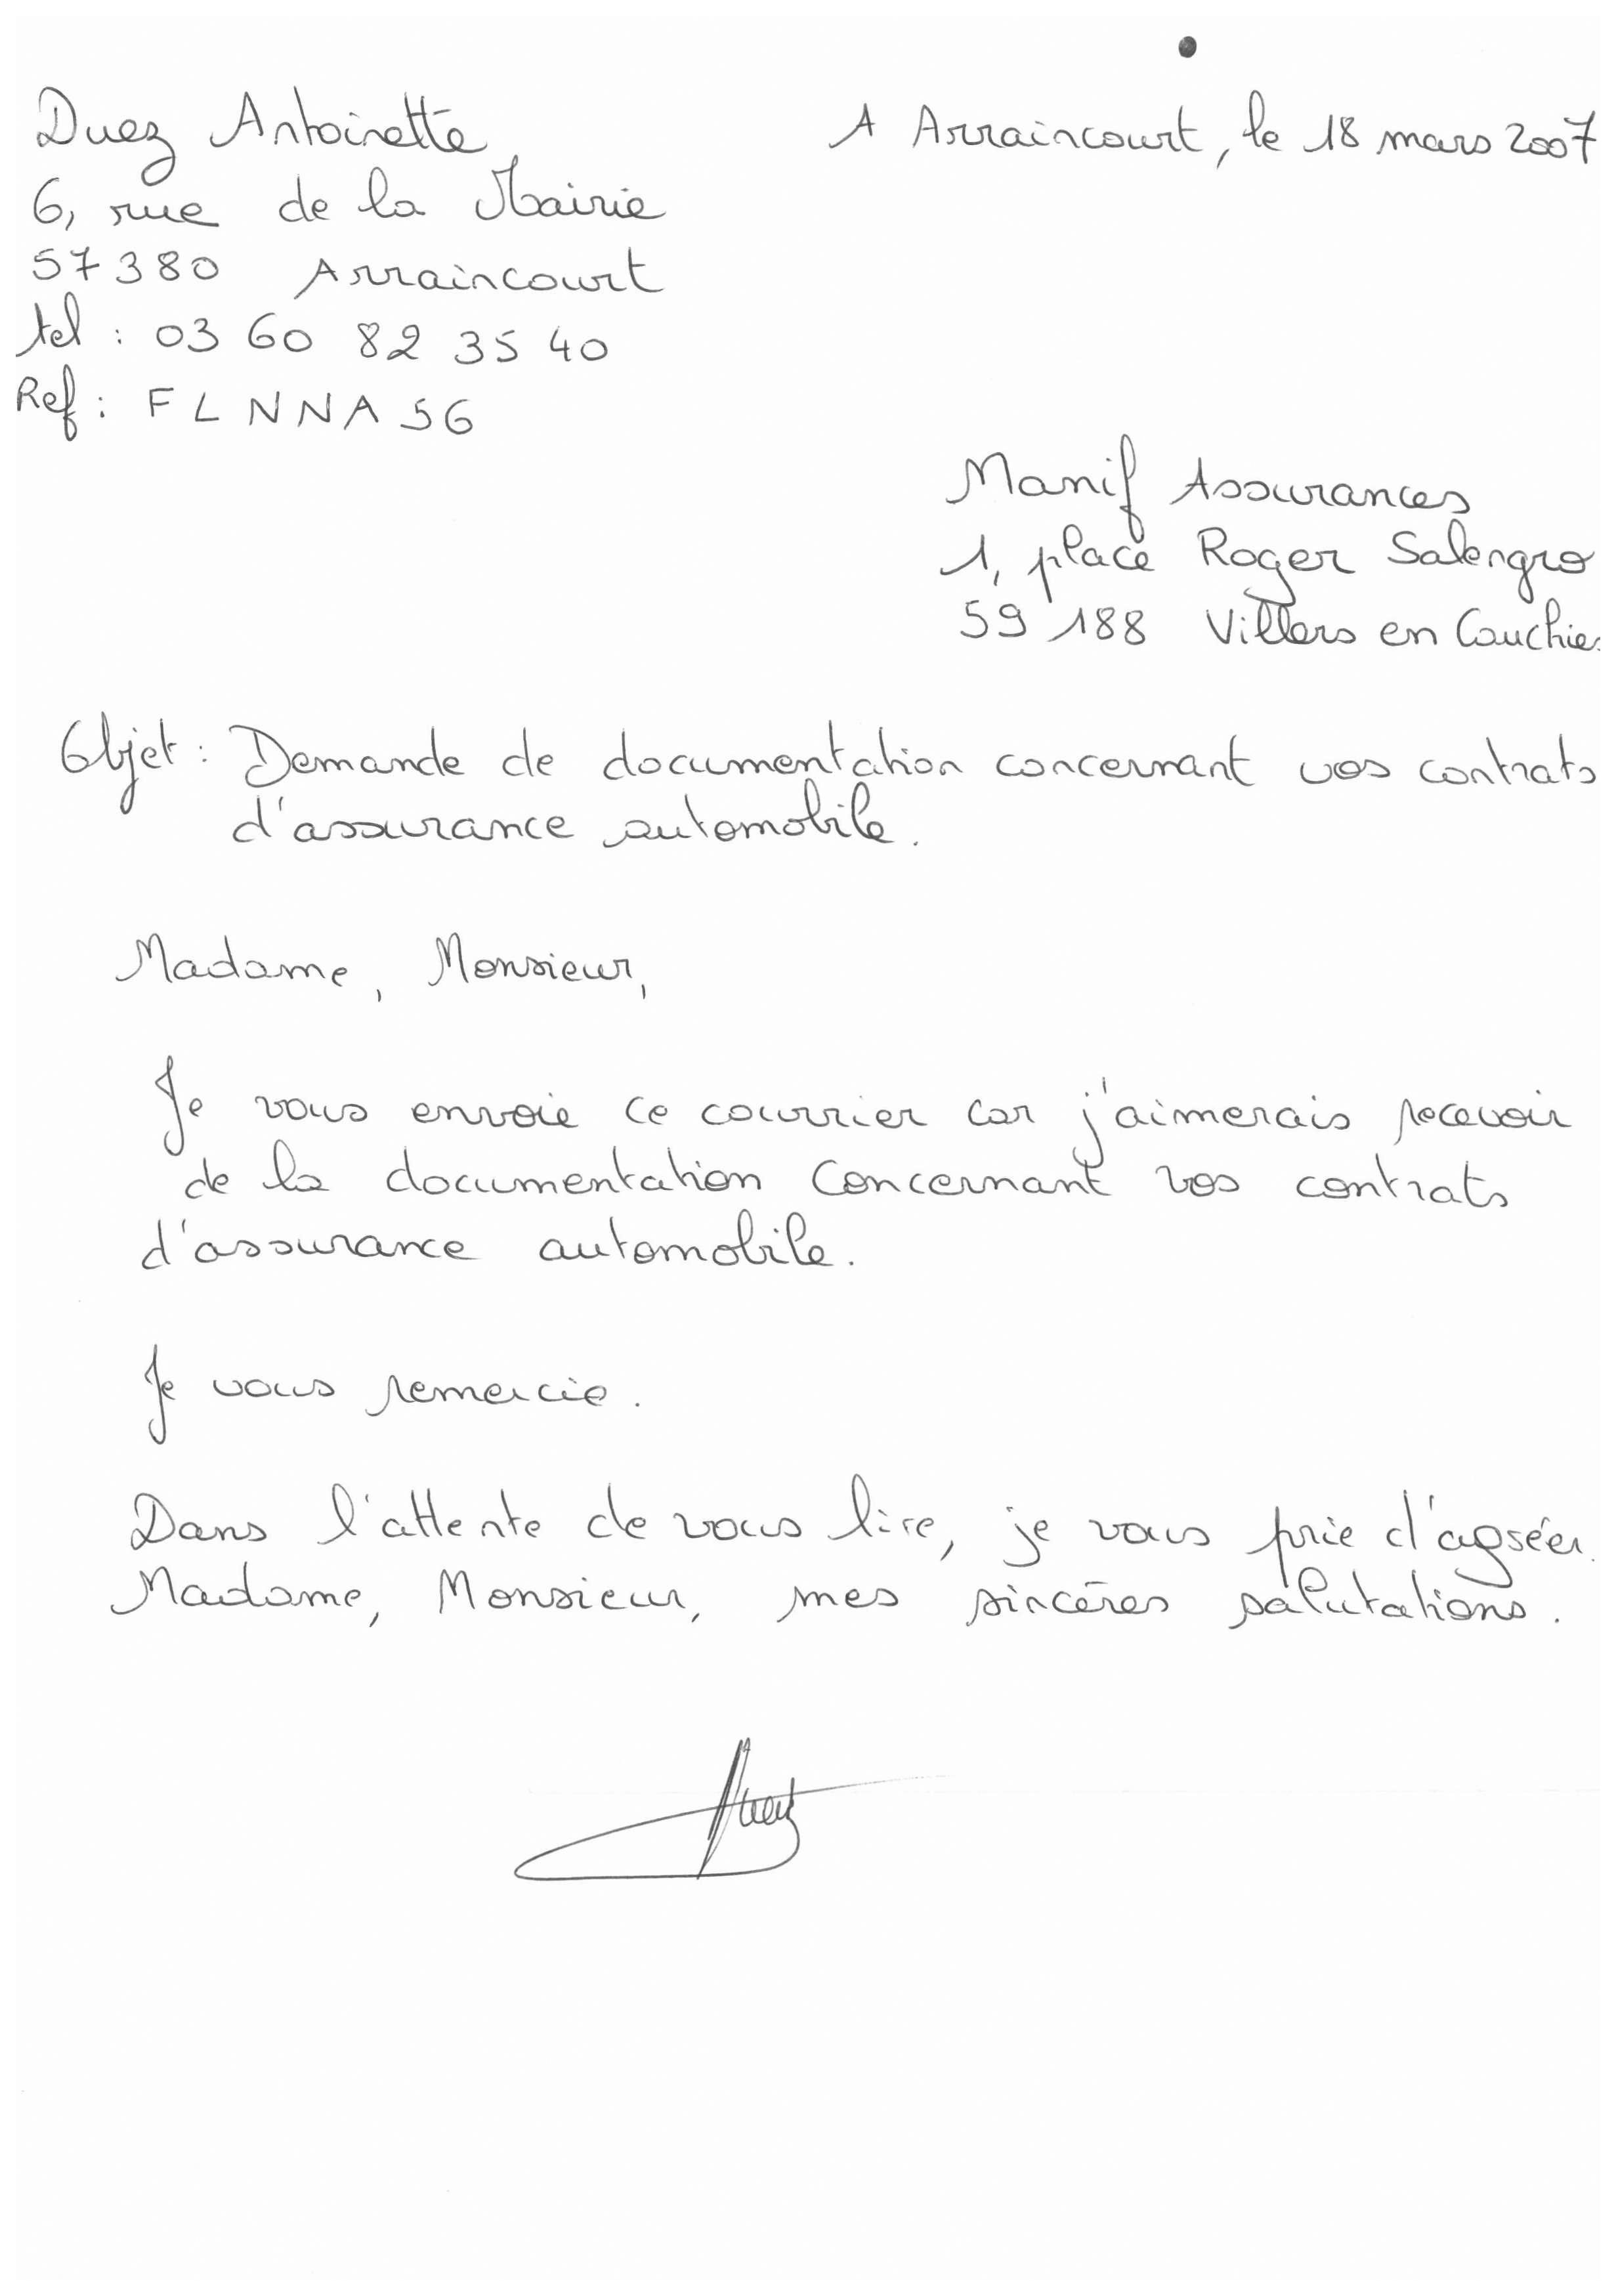 Duez Antoinette
A Arraincourt, le 18 mars 2007
6, rue de la Mairie
57380 Arraincourt
tel : 03 60 82 35 40
Ref : FLNNA56
Manif Assurances
1, place Roger Salengro
59 188 Villers en Cauchies
Objet : Demande de documentation concernant vos contrats
d'assurance automobile.
Madame, Monsieur,
Je vous envoie ce courrier car j'aimerais recevoir
de la documentation concernant vos contrats
d'assurance automobile.
Je vous remercie.
Dans l'attente de vous lire, je vous prie d'agréer
Madame, Monsieur, mes sincères salutations.
Duez